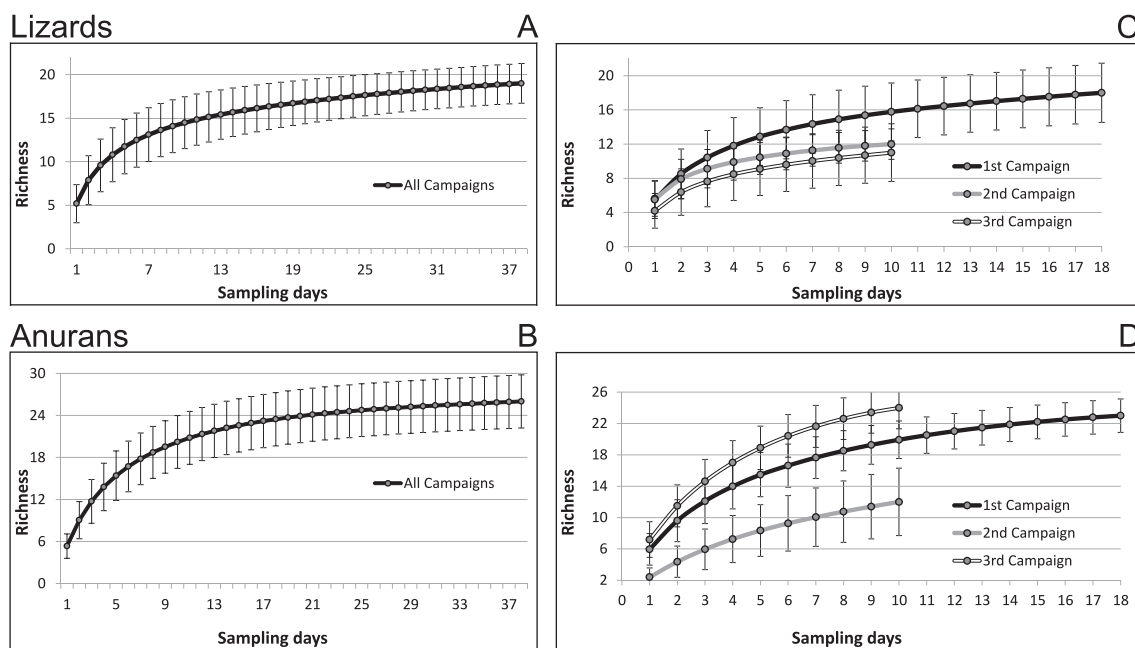 Lizards A
20
15
10
5
0
Richness
All Campaigns
1 7 13 19 25 31 37
Sampling days
C
20
16
12
8
4
0
Richness
1st Campaign
2nd Campaign
3rd Campaign
0 1 2 3 4 5 6 7 8 9 10 11 12 13 14 15 16 17 18
Sampling days
Anurans B
30
24
18
12
6
0
Richness
All Campaigns
1 5 9 13 17 21 25 29 33 37
Sampling days
D
26
22
18
14
10
6
2
Richness
1st Campaign
2nd Campaign
3rd Campaign
0 1 2 3 4 5 6 7 8 9 10 11 12 13 14 15 16 17 18
Sampling days